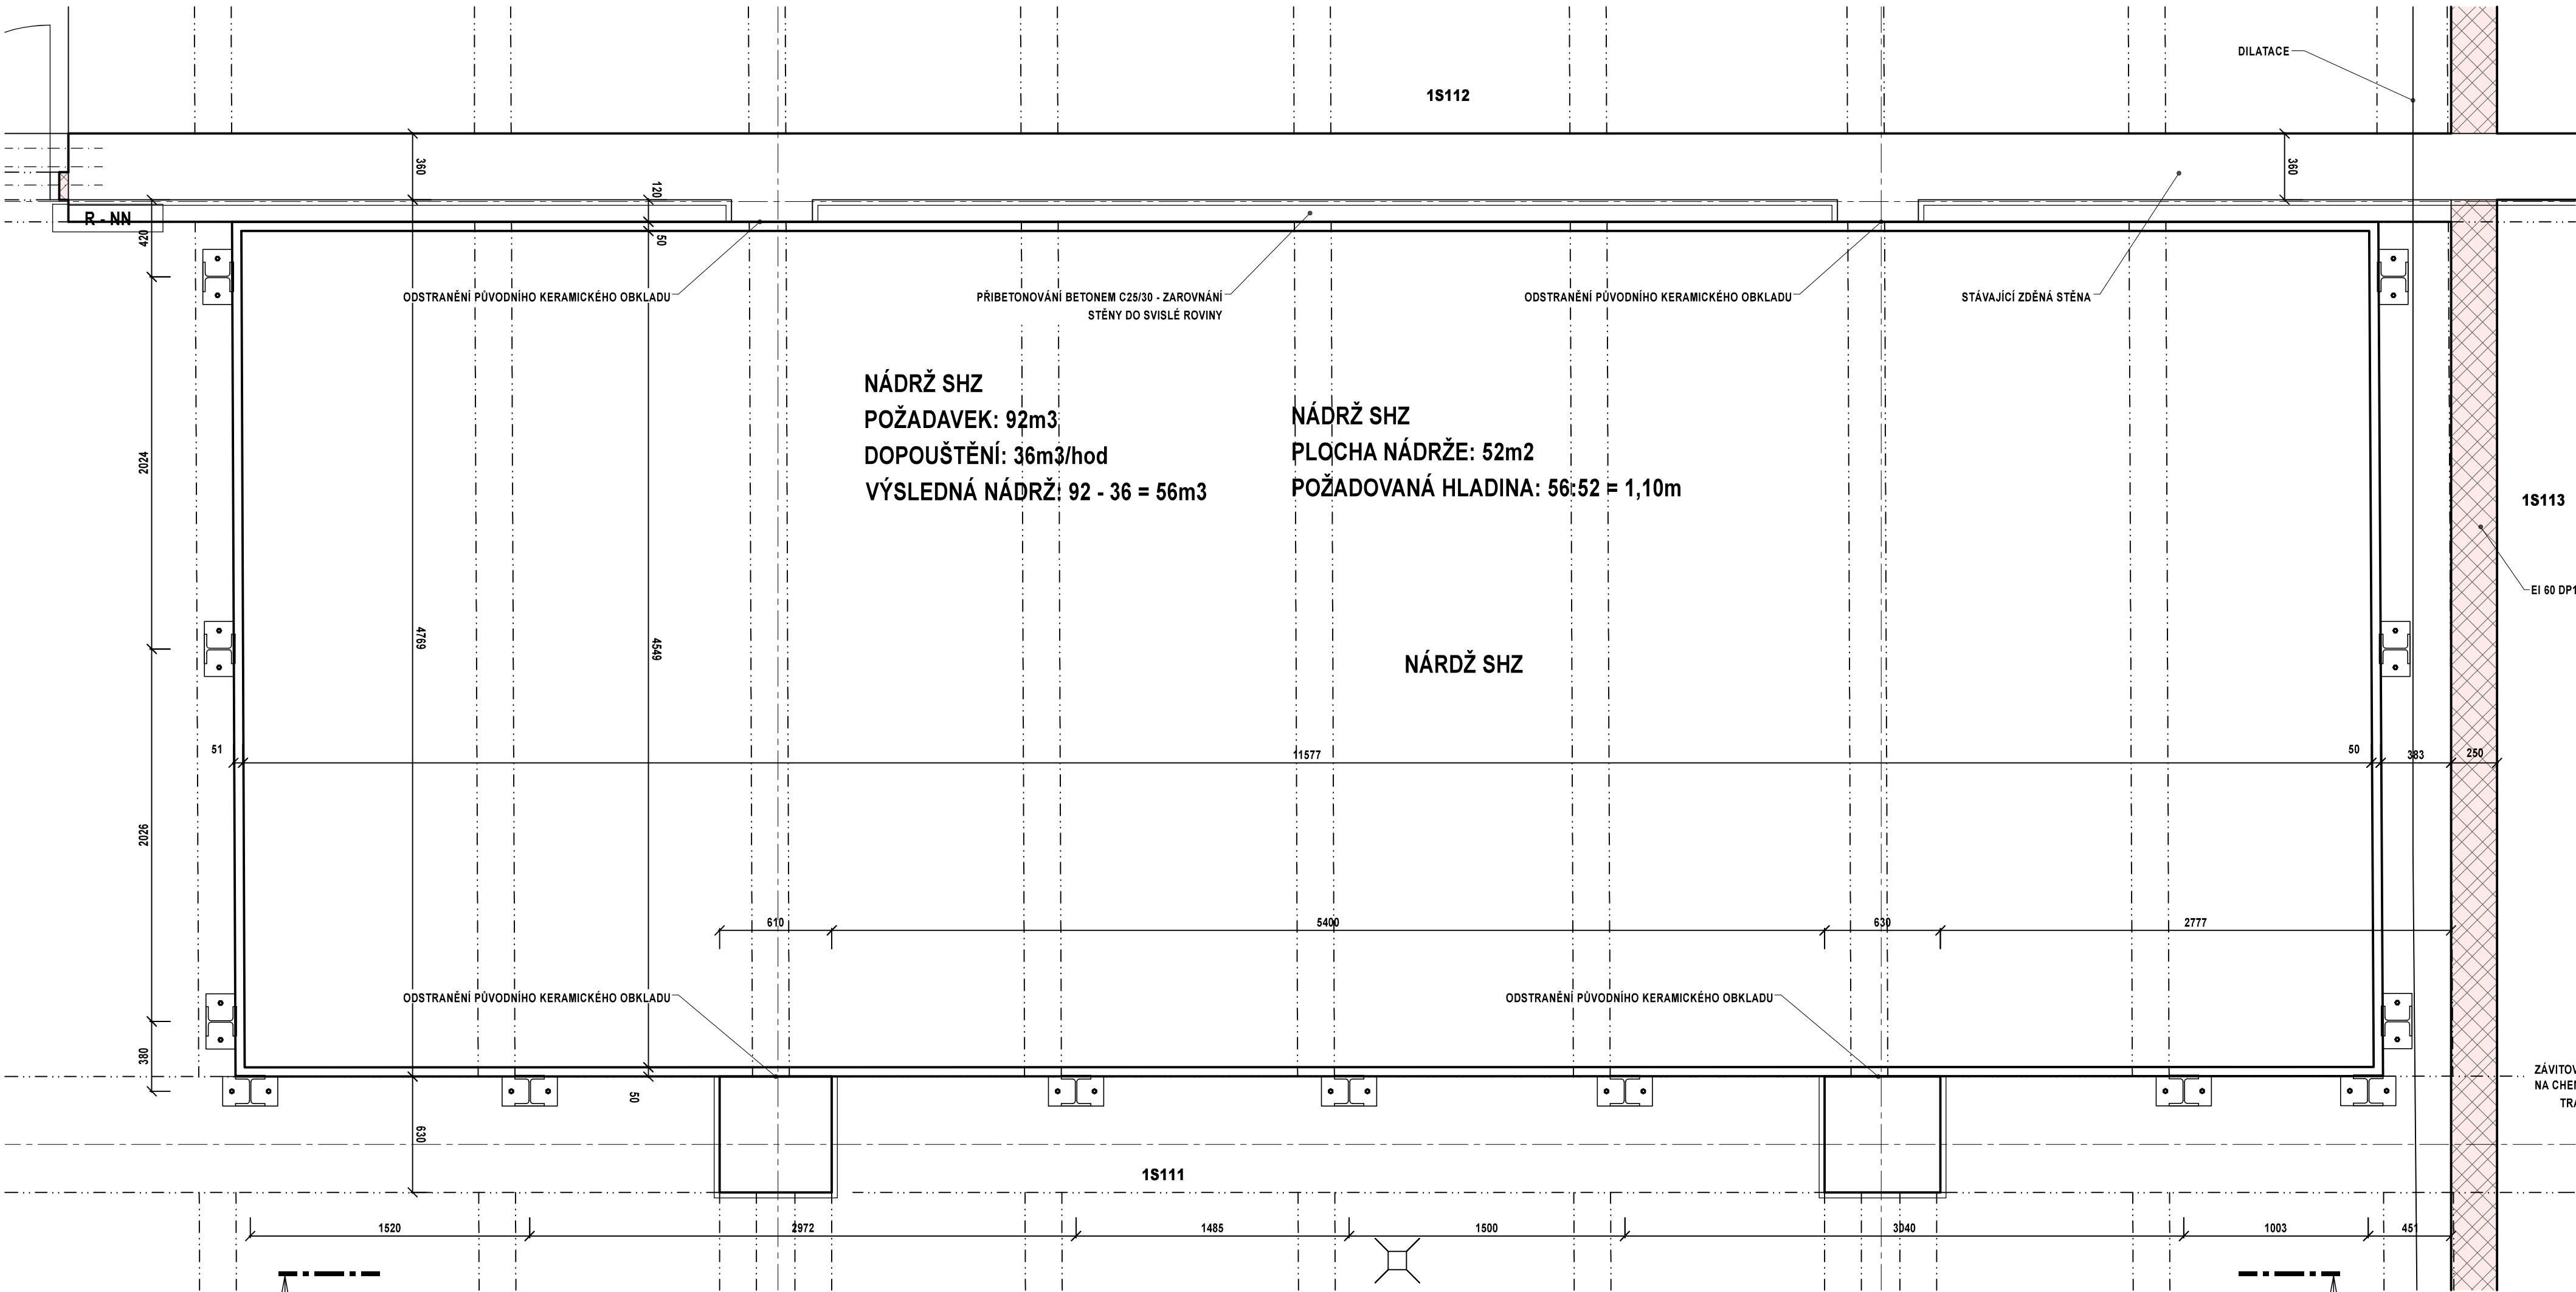 DILATACE
1S112
360
360
120
R - NN
420
50
ODSTRANĚNÍ PŮVODNÍHO KERAMICKÉHO OBKLADU
PŘIBETONOVÁNÍ BETONEM C25/30 - ZAROVNÁNÍ
STĚNY DO SVISLÉ ROVINY
ODSTRANĚNÍ PŮVODNÍHO KERAMICKÉHO OBKLADU
STÁVAJÍCÍ ZDĚNÁ STĚNA
NÁDRŽ SHZ
POŽADAVEK: 92m3
DOPOUŠTĚNÍ: 36m3/hod
VÝSLEDNÁ NÁDRŽ: 92 - 36 = 56m3
NÁDRŽ SHZ
PLOCHA NÁDRŽE: 52m2
POŽADOVANÁ HLADINA: 56:52 = 1,10m
2024
1S113
EI 60 DP1
4769
4549
NÁRDŽ SHZ
51
11577
50
383
250
2026
610
5400
630
2777
ODSTRANĚNÍ PŮVODNÍHO KERAMICKÉHO OBKLADU
ODSTRANĚNÍ PŮVODNÍHO KERAMICKÉHO OBKLADU
380
50
630
ZÁVITOV
NA CHEM
TRA
1S111
1520
2972
1485
1500
3040
1003
451